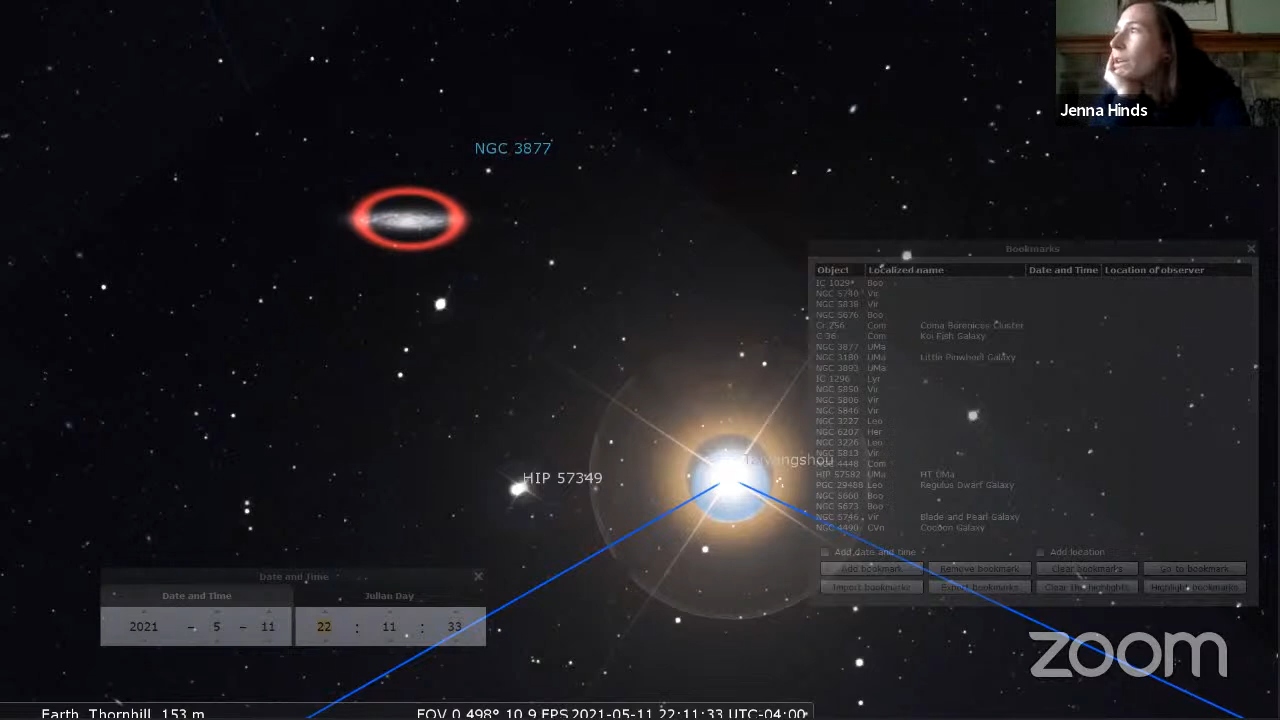 Jenna Hinds
NGC 3877
Bookmarks
Object Localized name Date and Time Location of observer
IC 1029* Boo
NGC 5740 Vir
NGC 5838 Vir
NGC 5676 Boo
Cr 256 Com Coma Berenices Cluster
C 36 Com Koi Fish Galaxy
NGC 3877 UMa
NGC 3180 UMa Little Pinwheel Galaxy
NGC 3893 UMa
IC 1296 Lyr
NGC 5850 Vir
NGC 5806 Vir
NGC 5846 Vir
NGC 3227 Leo
NGC 6207 Her
NGC 3226 Leo
NGC 5813 Vir
NGC 4448 Com
HIP 57582 UMa HT UMa
PGC 29488 Leo Regulus Dwarf Galaxy
NGC 5660 Boo
NGC 5673 Boo
NGC 5746 Vir Blade and Pearl Galaxy
NGC 4490 CVn Cocoon Galaxy
Add date and time Add location
Add bookmark Remove bookmark Clear bookmarks Go to bookmark
Import bookmarks Export bookmarks Clear the highlights Highlight bookmarks
Taiyangshou
HIP 57349
Date and Time
Date and Time Julian Day
2021 - 5 - 11 22 : 11 : 33
zoom
Earth, Thornhill, 153 m FOV 0.498° 10.9 FPS 2021-05-11 22:11:33 UTC-04:00